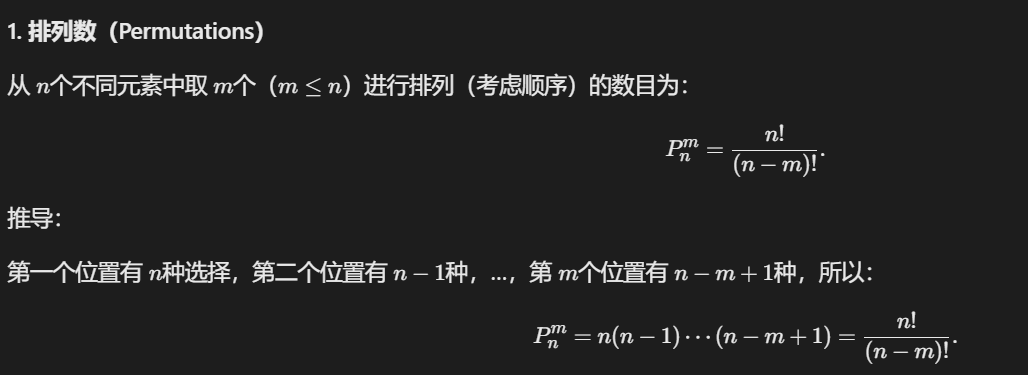 1. 排列数（Permutations）
从 n个不同元素中取 m个（m ≤ n）进行排列（考虑顺序）的数目为：
P_n^m = \frac{n!}{(n − m)!}.
推导：
第一个位置有 n种选择，第二个位置有 n − 1种，...，第 m个位置有 n − m + 1种，所以：
P_n^m = n(n − 1)⋯(n − m + 1) = \frac{n!}{(n − m)!}.